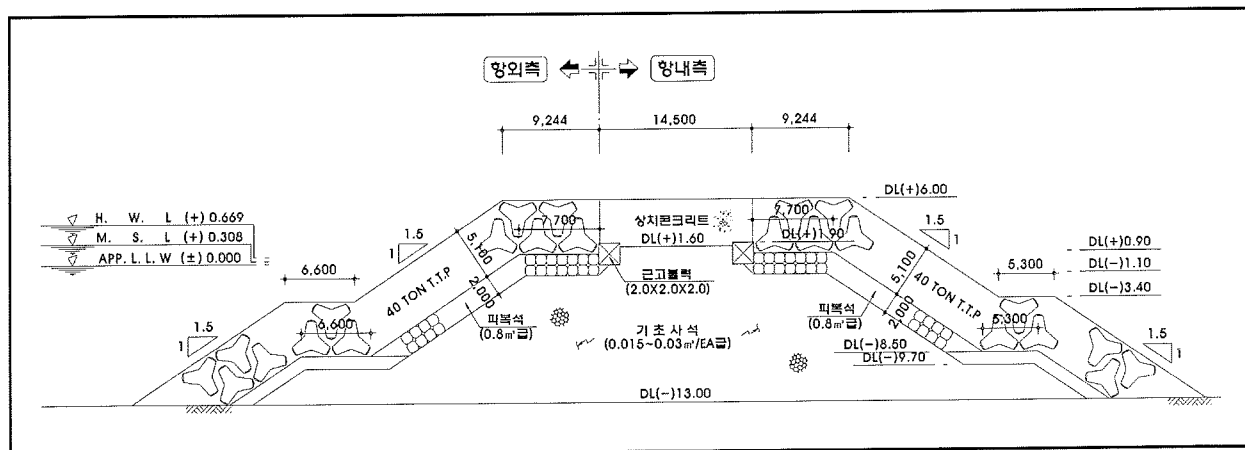 항외측 항내측
9,244 14,500 9,244
DL(+)6.00
H. W. L (+) 0.669
M. S. L (+) 0.308
APP. L. L. W (±) 0.000
1.5
1
5,100
7,700
상치콘크리트
7,700
DL(+)1.60
DL(+)1.90
1.5
1
DL(+)0.90
DL(-)1.10
DL(-)3.40
6,600
40 TON T.T.P
2,000
근고블럭
(2.0X2.0X2.0)
5,100
40 TON T.T.P
5,300
6,600
피복석
(0.8㎥급)
기초사석
(0.015~0.03㎥/EA급)
피복석
(0.8㎥급)
2,000
5,300
1.5
1
1.5
1
DL(-)8.50
DL(-)9.70
DL(-)13.00